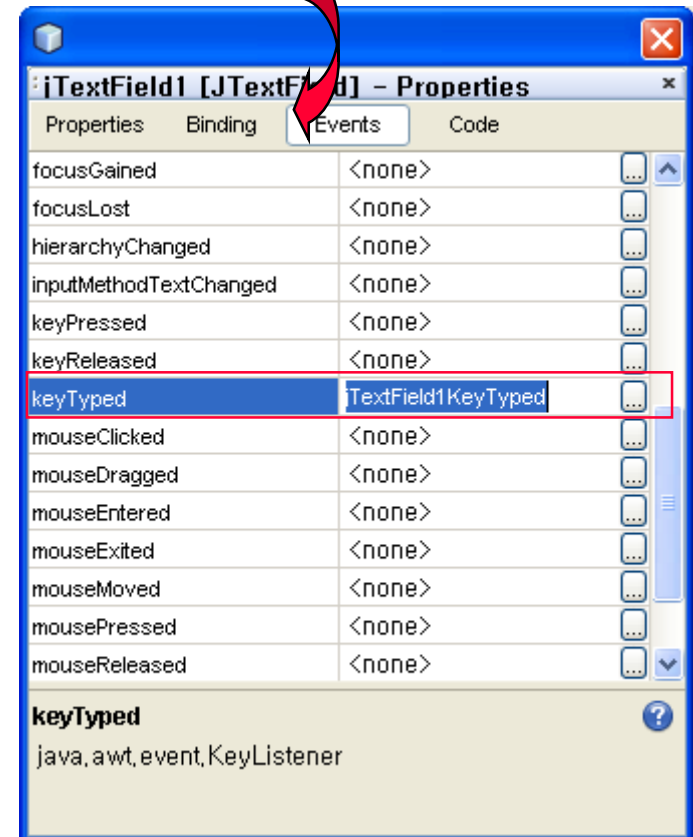 jTextField1 [JTextField] - Properties ×
Properties Binding Events Code
focusGained <none> ...
focusLost <none> ...
hierarchyChanged <none> ...
inputMethodTextChanged <none> ...
keyPressed <none> ...
keyReleased <none> ...
keyTyped jTextField1KeyTyped ...
mouseClicked <none> ...
mouseDragged <none> ...
mouseEntered <none> ...
mouseExited <none> ...
mouseMoved <none> ...
mousePressed <none> ...
mouseReleased <none> ...
keyTyped ?
java.awt.event.KeyListener